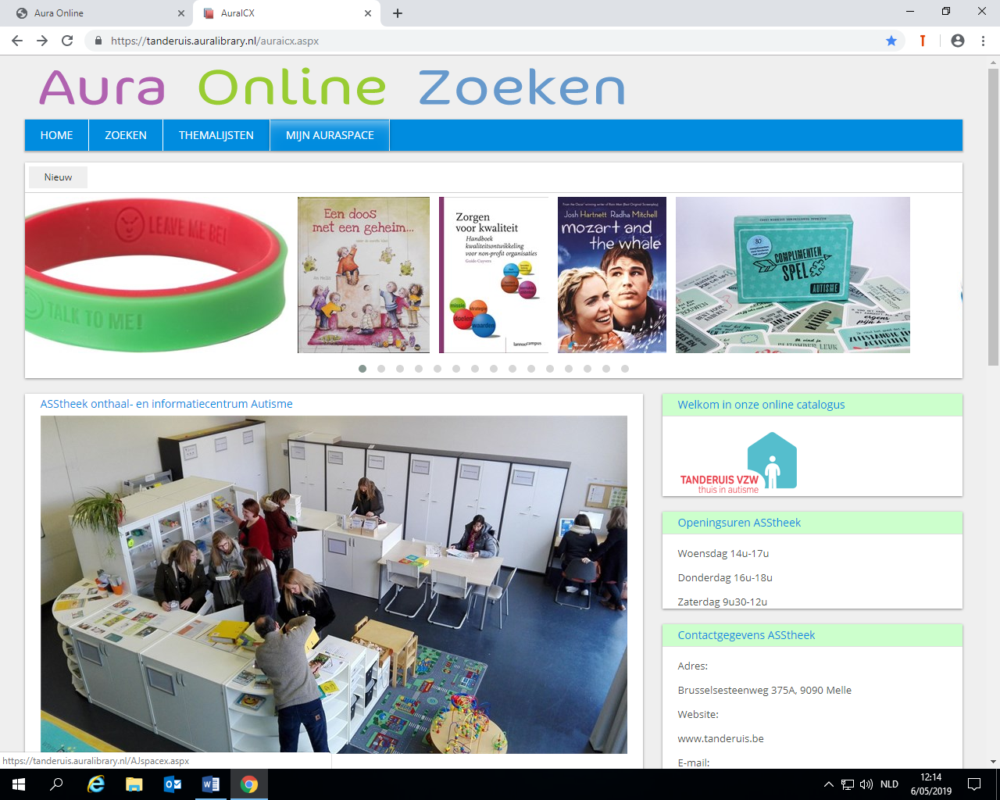 Aura Online
AuraICX
https://tanderuis.auralibrary.nl/auraicx.aspx
Aura Online Zoeken
HOME
ZOEKEN
THEMALIJSTEN
MIJN AURASPACE
Nieuw
LEAVE ME BE!
TALK TO ME!
Een doos
met een geheim...
Zorgen
voor kwaliteit
Handboek
kwaliteitsontwikkeling
voor non-profit organisaties
Guido Cuyvers
missie
strategie
doelen
waarden
lannoocampus
Josh Hartnett Radha Mitchell
mozart and
the whale
80
COMPLIMENTEN
SPEL
AUTISME
ASStheek onthaal- en informatiecentrum Autisme
Welkom in onze online catalogus
TANDERUIS VZW
thuis in autisme
Openingsuren ASStheek
Woensdag 14u-17u
Donderdag 16u-18u
Zaterdag 9u30-12u
Contactgegevens ASStheek
Adres:
Brusselsesteenweg 375A, 9090 Melle
Website:
www.tanderuis.be
E-mail:
https://tanderuis.auralibrary.nl/AJspacex.aspx
NLD
12:14
6/05/2019